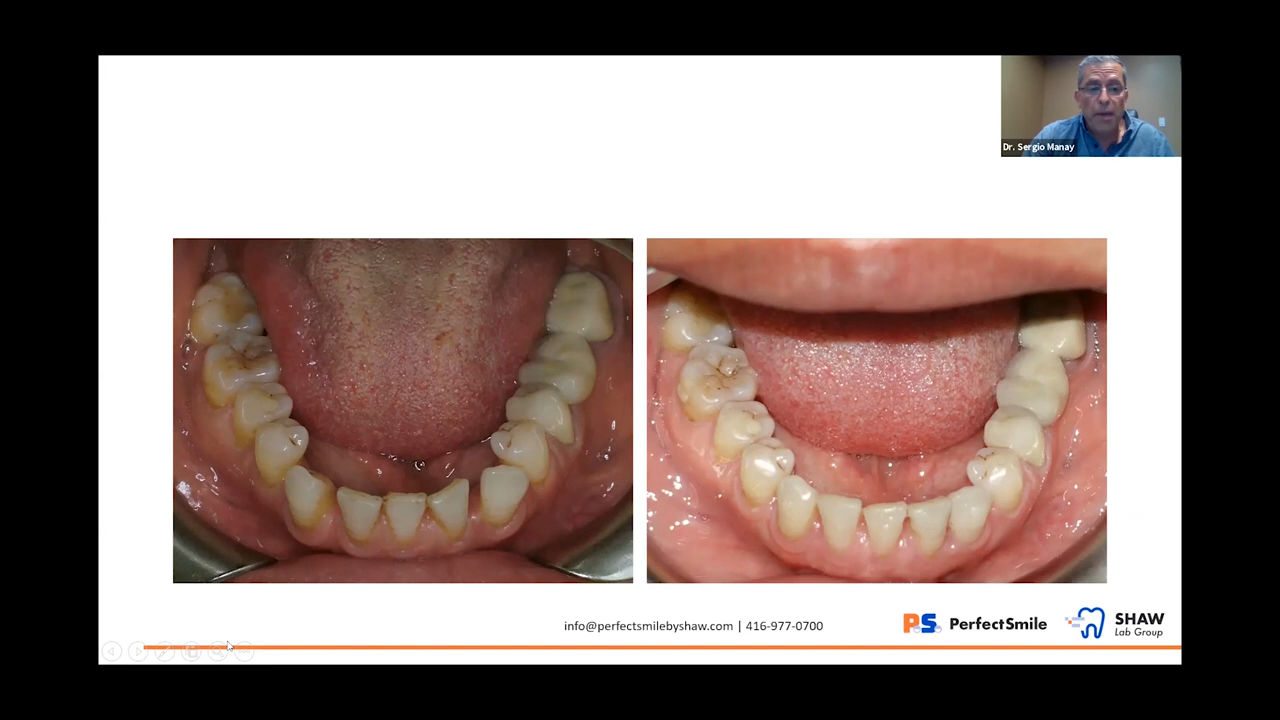 Dr. Sergio Manay
info@perfectsmilebyshaw.com | 416-977-0700
PS PerfectSmile
SHAW
Lab Group